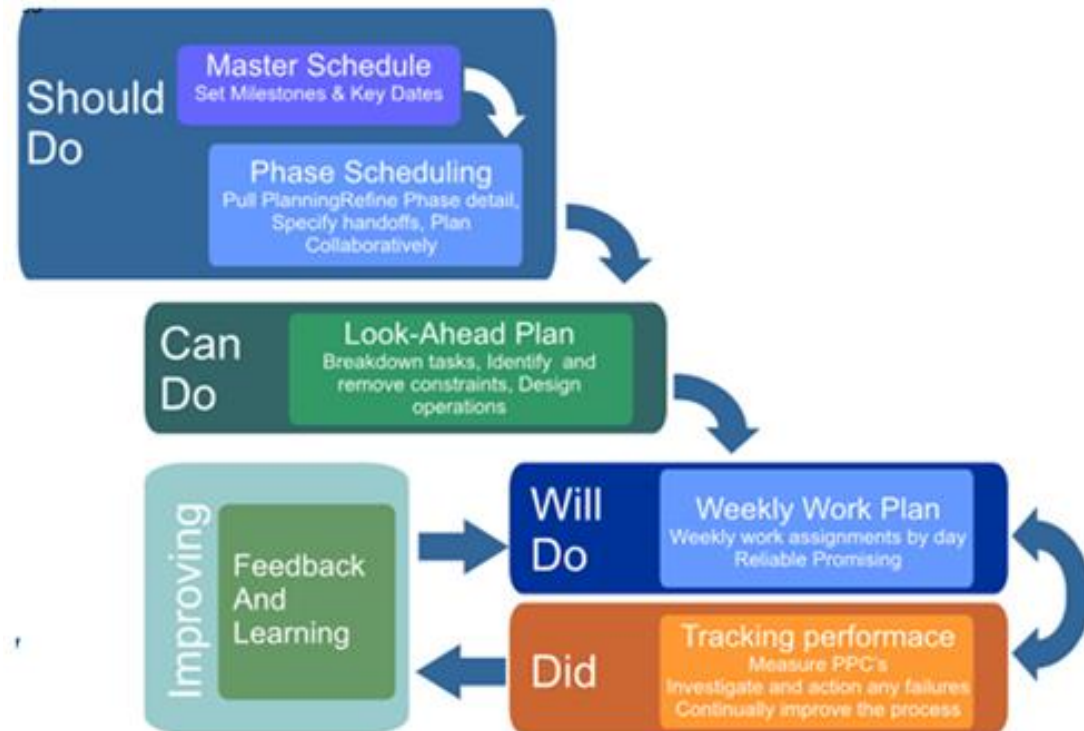 Should
Do
Master Schedule
Set Milestones & Key Dates
Phase Scheduling
Pull PlanningRefine Phase detail,
Specify handoffs, Plan
Collaboratively
Can
Do
Look-Ahead Plan
Breakdown tasks, Identify and
remove constraints, Design
operations
Improving
Feedback
And
Learning
Will
Do
Weekly Work Plan
Weekly work assignments by day
Reliable Promising
Did
Tracking performace
Measure PPC's
Investigate and action any failures
Continually improve the process